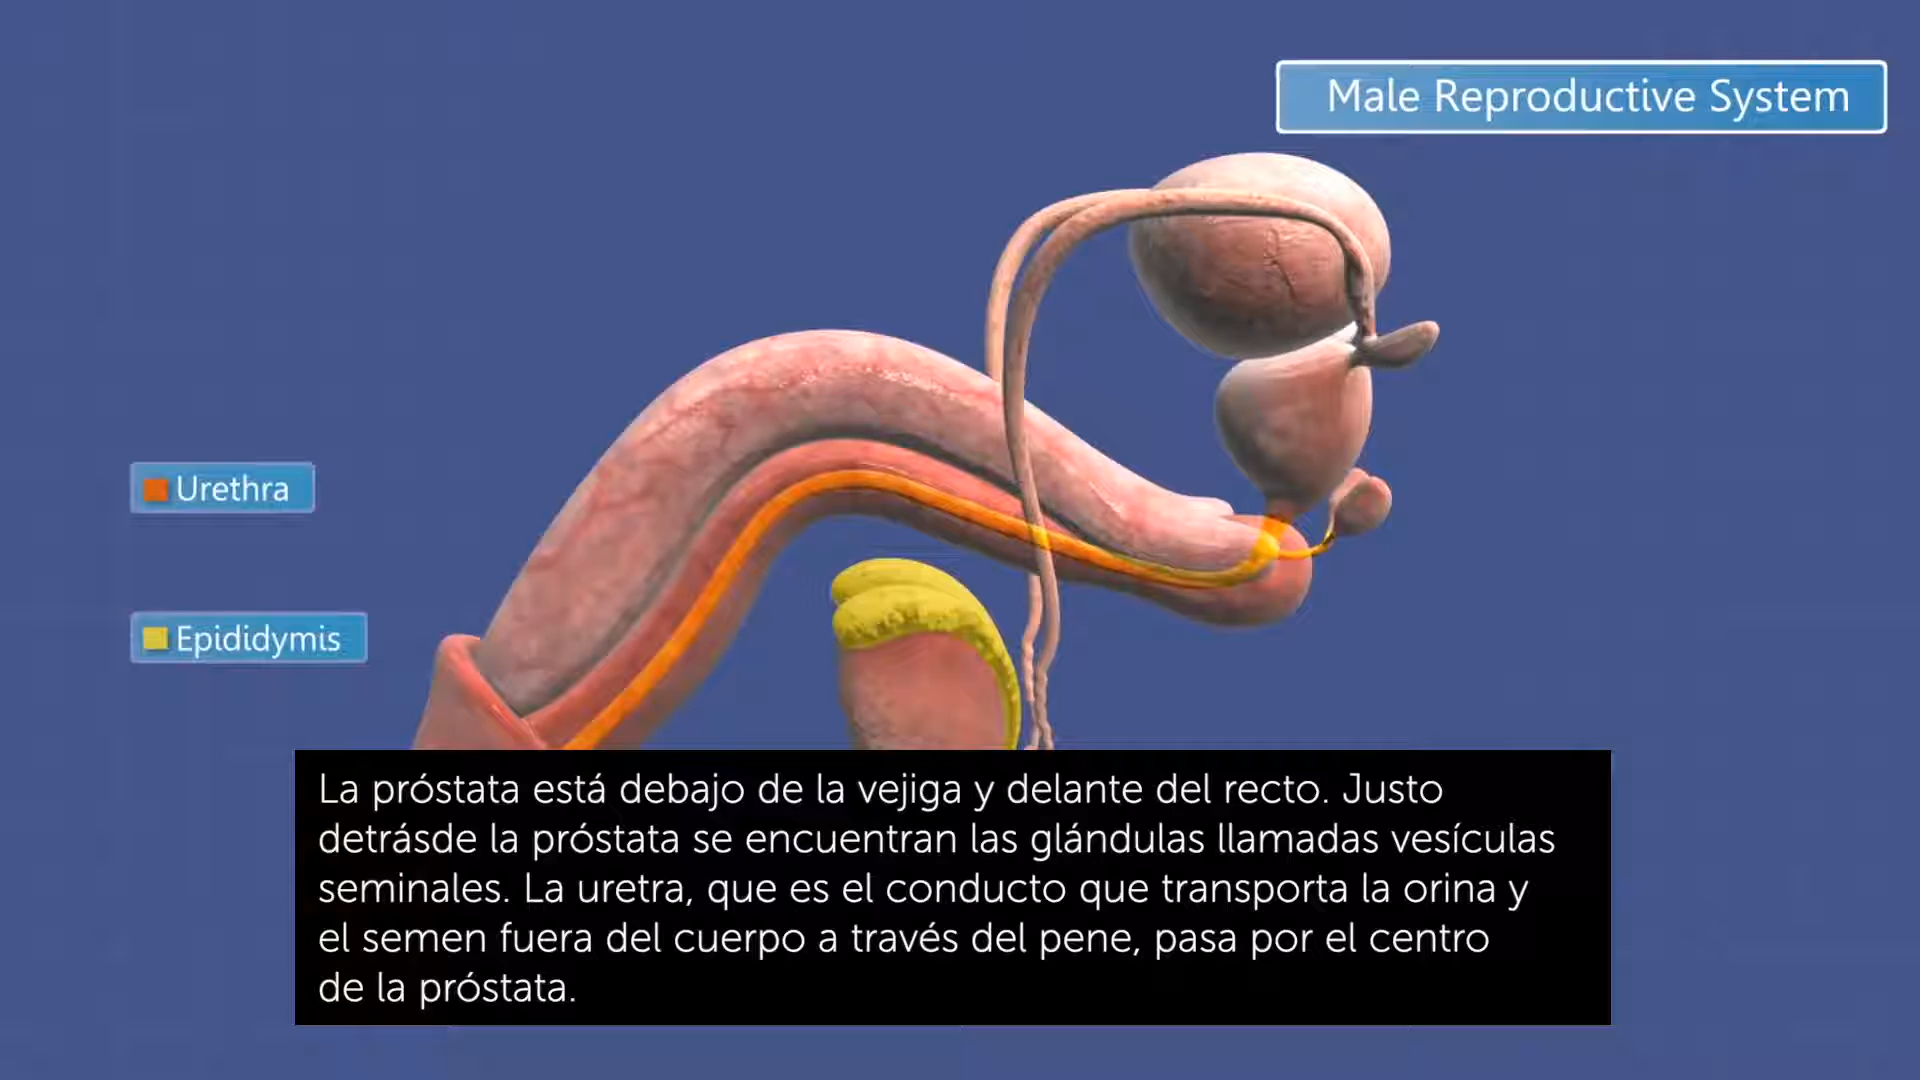 Male Reproductive System
Urethra
Epididymis
La próstata está debajo de la vejiga y delante del recto. Justo
detrásde la próstata se encuentran las glándulas llamadas vesículas
seminales. La uretra, que es el conducto que transporta la orina y
el semen fuera del cuerpo a través del pene, pasa por el centro
de la próstata.